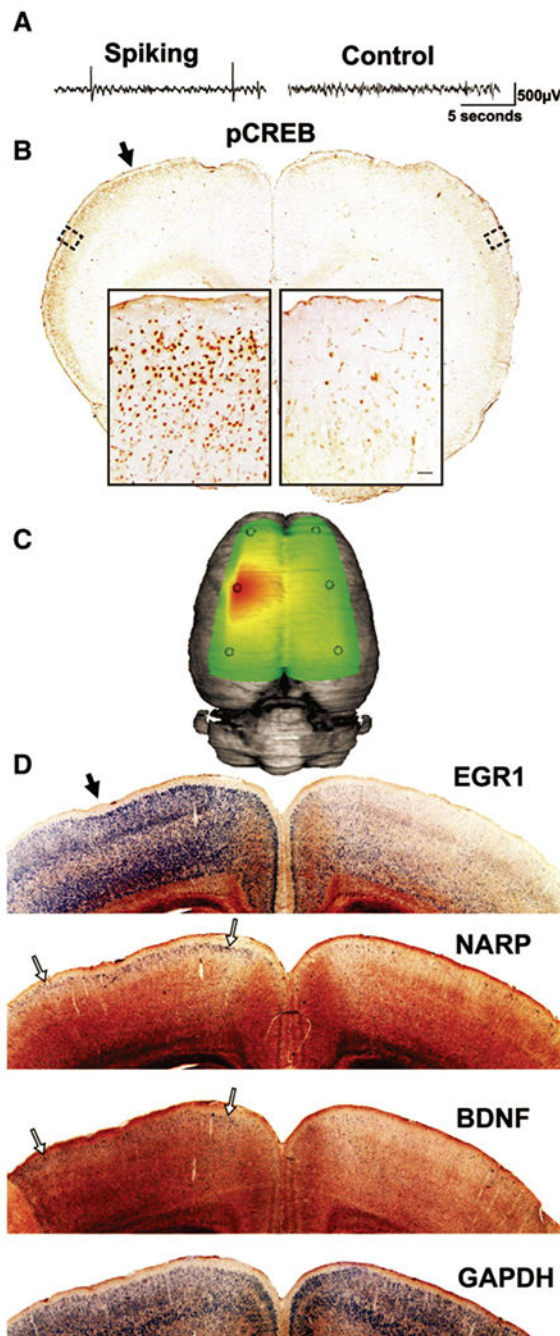 A
Spiking
Control
500µV
5 seconds
pCREB
B
C
D
EGR1
NARP
BDNF
GAPDH